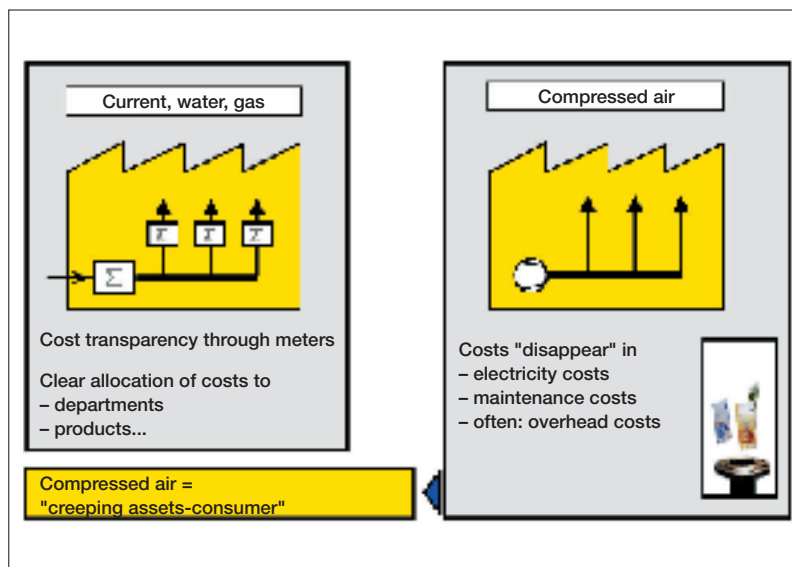 Current, water, gas
Σ
Σ
Σ
Σ
Cost transparency through meters
Clear allocation of costs to
– departments
– products...
Compressed air
Costs "disappear" in
– electricity costs
– maintenance costs
– often: overhead costs
Compressed air =
"creeping assets-consumer"